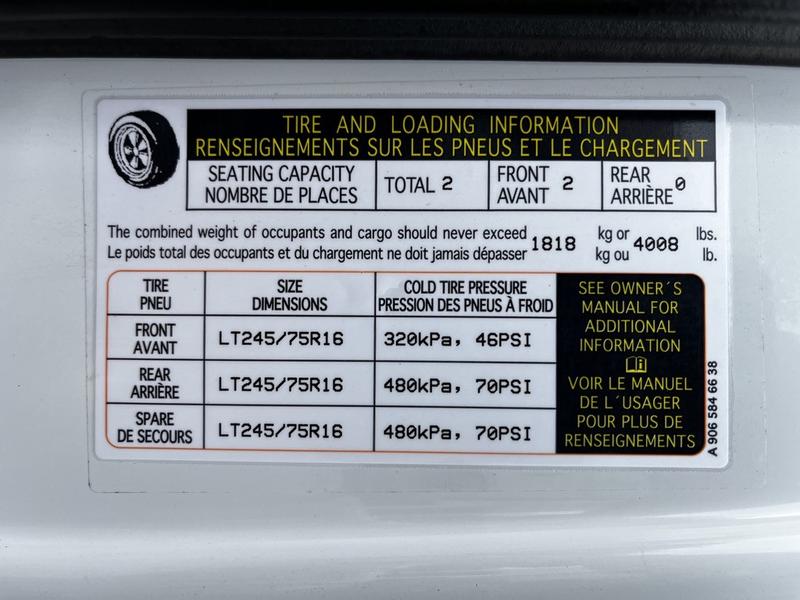 TIRE AND LOADING INFORMATION
RENSEIGNEMENTS SUR LES PNEUS ET LE CHARGEMENT
SEATING CAPACITY
NOMBRE DE PLACES
TOTAL 2
FRONT
AVANT 2
REAR
ARRIÈRE 0
The combined weight of occupants and cargo should never exceed 1818 kg or 4008 lbs.
Le poids total des occupants et du chargement ne doit jamais dépasser kg ou lb.
TIRE
PNEU
SIZE
DIMENSIONS
COLD TIRE PRESSURE
PRESSION DES PNEUS À FROID
FRONT
AVANT
LT245/75R16
320kPa, 46PSI
REAR
ARRIÈRE
LT245/75R16
480kPa, 70PSI
SPARE
DE SECOURS
LT245/75R16
480kPa, 70PSI
SEE OWNER´S
MANUAL FOR
ADDITIONAL
INFORMATION
VOIR LE MANUEL
DE L´USAGER
POUR PLUS DE
RENSEIGNEMENTS
A 906 584 66 38